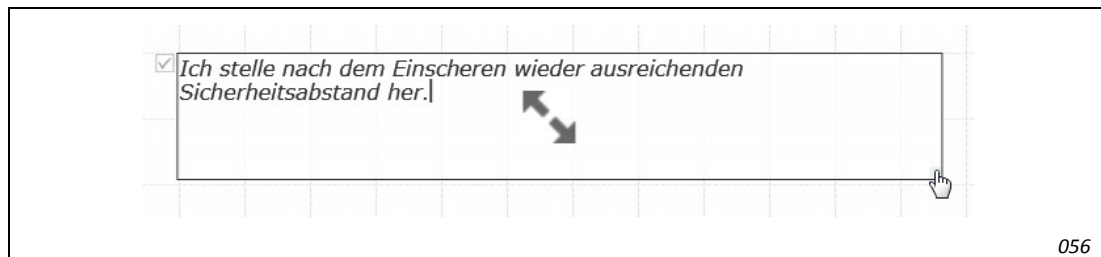 Ich stelle nach dem Einscheren wieder ausreichenden
Sicherheitsabstand her.
056